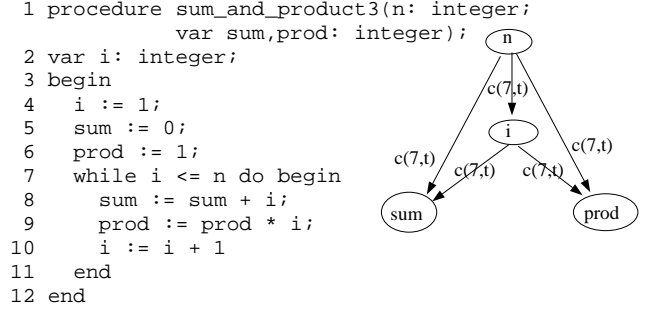 1 procedure sum_and_product3(n: integer;
var sum,prod: integer);
2 var i: integer;
3 begin
4 i := 1;
5 sum := 0;
6 prod := 1;
7 while i <= n do begin
8 sum := sum + i;
9 prod := prod * i;
10 i := i + 1
11 end
12 end
n
c(7,t)
i
c(7,t)
c(7,t)
c(7,t)
c(7,t)
sum
prod